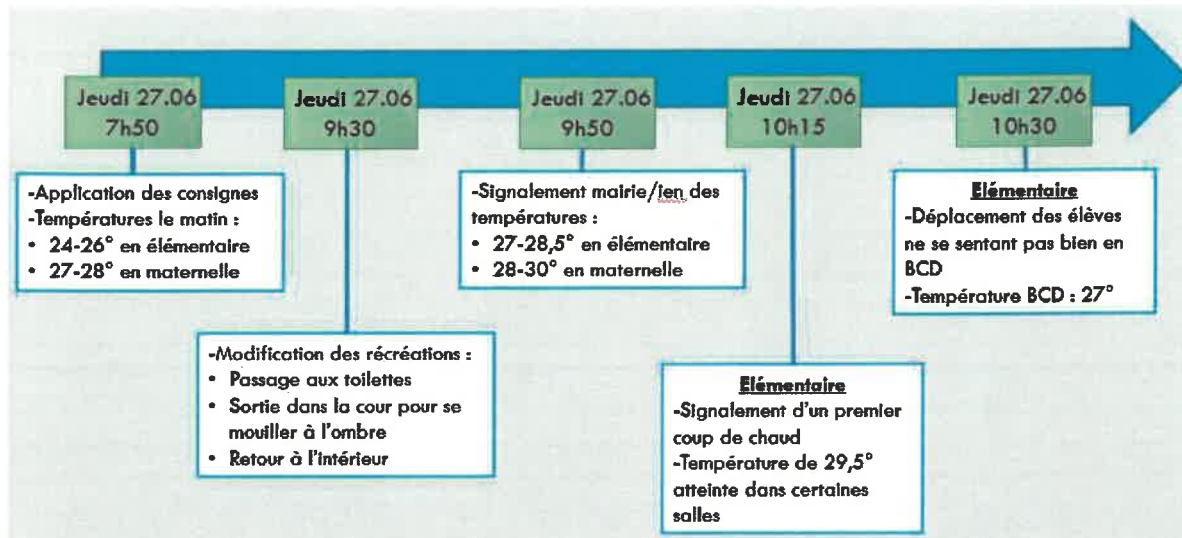 Jeudi 27.06
7h50
-Application des consignes
-Températures le matin :
• 24-26° en élémentaire
• 27-28° en maternelle
Jeudi 27.06
9h30
-Modification des récréations :
• Passage aux toilettes
• Sortie dans la cour pour se
mouiller à l'ombre
• Retour à l'intérieur
Jeudi 27.06
9h50
-Signalement mairie/ien des
températures :
• 27-28,5° en élémentaire
• 28-30° en maternelle
Jeudi 27.06
10h15
Elémentaire
-Signalement d'un premier
coup de chaud
-Température de 29,5°
atteinte dans certaines
salles
Jeudi 27.06
10h30
Elémentaire
-Déplacement des élèves
ne se sentant pas bien en
BCD
-Température BCD : 27°